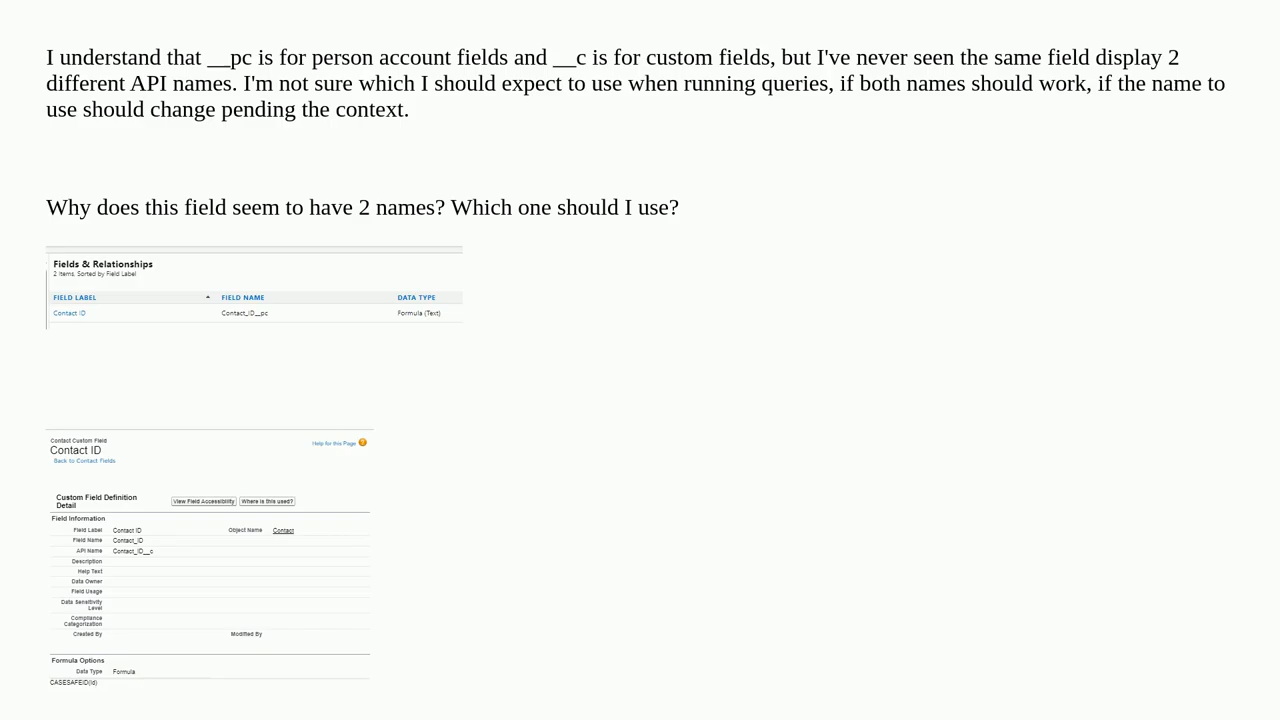 I understand that __pc is for person account fields and __c is for custom fields, but I've never seen the same field display 2
different API names. I'm not sure which I should expect to use when running queries, if both names should work, if the name to
use should change pending the context.
Why does this field seem to have 2 names? Which one should I use?
Fields & Relationships
2 Items, Sorted by Field Label
FIELD LABEL FIELD NAME DATA TYPE
Contact ID Contact_ID__pc Formula (Text)
Contact Custom Field
Contact ID
Help for this Page ?
Back to Contact Fields
Custom Field Definition
Detail
View Field Accessibility Where is this used?
Field Information
Field Label Contact ID Object Name Contact
Field Name Contact_ID
API Name Contact_ID__c
Description
Help Text
Data Owner
Field Usage
Data Sensitivity
Level
Compliance
Categorization
Created By Modified By
Formula Options
Data Type Formula
CASESAFEID(Id)